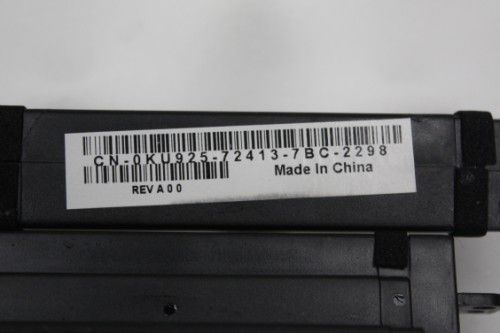 CN-0KU925-72413-7BC-2298
Made In China
REV A00